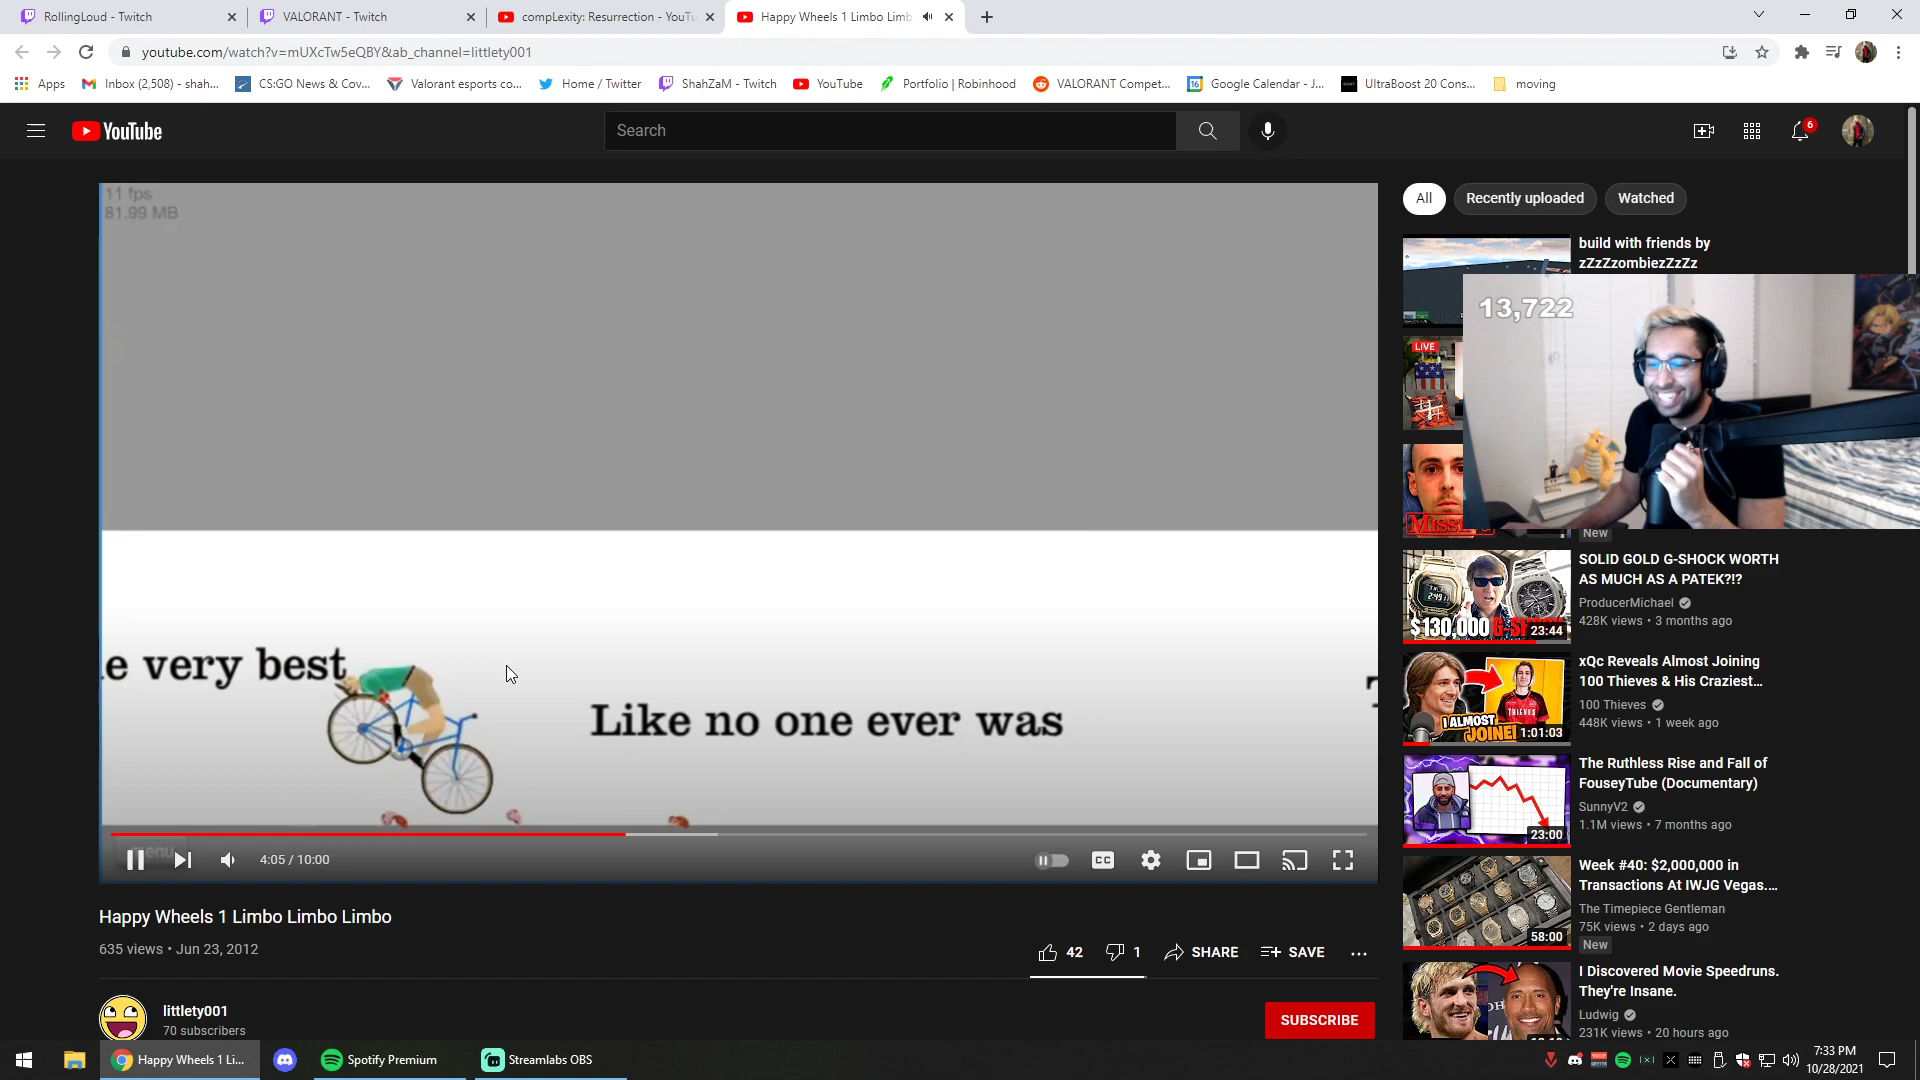 RollingLoud - Twitch
VALORANT - Twitch
compLexity: Resurrection - YouTu
Happy Wheels 1 Limbo Limb
youtube.com/watch?v=mUXcTw5eQBY&ab_channel=littlety001
Apps
Inbox (2,508) - shah...
CS:GO News & Cov...
Valorant esports co...
Home / Twitter
ShahZaM - Twitch
YouTube
Portfolio | Robinhood
VALORANT Compet...
Google Calendar - J...
UltraBoost 20 Cons...
moving
YouTube
Search
6
11 fps
81.99 MB
e very best
Like no one ever was
menu
4:05 / 10:00
CC
Happy Wheels 1 Limbo Limbo Limbo
635 views • Jun 23, 2012
42
1
SHARE
SAVE
littlety001
70 subscribers
SUBSCRIBE
All
Recently uploaded
Watched
build with friends by
zZzZzombiezZzZz
13,722
LIVE
New
SOLID GOLD G-SHOCK WORTH
AS MUCH AS A PATEK?!?
ProducerMichael
428K views • 3 months ago
$130,000
23:44
xQc Reveals Almost Joining
100 Thieves & His Craziest...
100 Thieves
448K views • 1 week ago
I ALMOST
JOINED
THIEVES
1:01:03
The Ruthless Rise and Fall of
FouseyTube (Documentary)
SunnyV2
1.1M views • 7 months ago
23:00
Week #40: $2,000,000 in
Transactions At IWJG Vegas....
The Timepiece Gentleman
75K views • 2 days ago
New
58:00
I Discovered Movie Speedruns.
They're Insane.
Ludwig
231K views • 20 hours ago
Happy Wheels 1 Li...
Spotify Premium
Streamlabs OBS
7:33 PM
10/28/2021